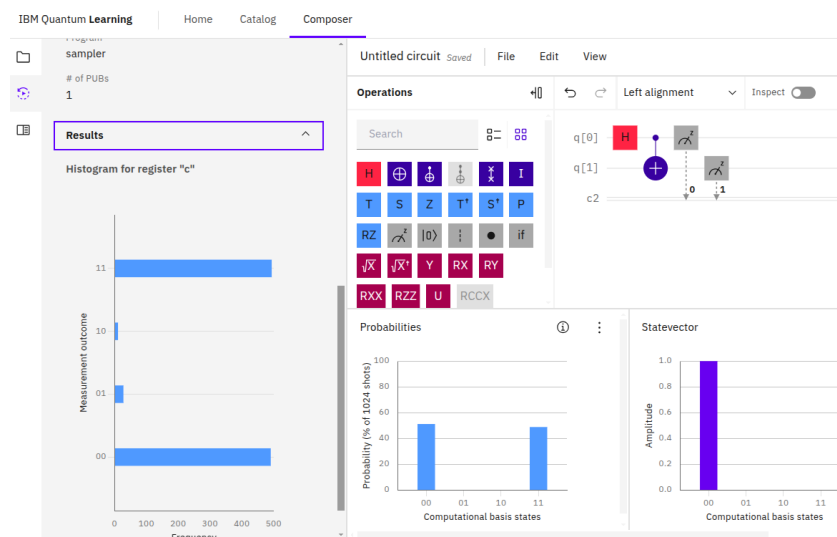 IBM Quantum Learning Home Catalog Composer
Program
sampler
# of PUBs
1
Results
Histogram for register "c"
Measurement outcome
11
10
01
00
0 100 200 300 400 500
Frequency
Untitled circuit Saved File Edit View
Operations
Left alignment Inspect
Search
H I
T S Z T† S† P
RZ z |0⟩ if
√X √X† Y RX RY
RXX RZZ U RCCX
q[0] H z
q[1] + z
c2 0 1
Probabilities
Probability (% of 1024 shots)
100
80
60
40
20
0
00 01 10 11
Computational basis states
Statevector
Amplitude
1.0
0.8
0.6
0.4
0.2
0.0
00 01 10 11
Computational basis states